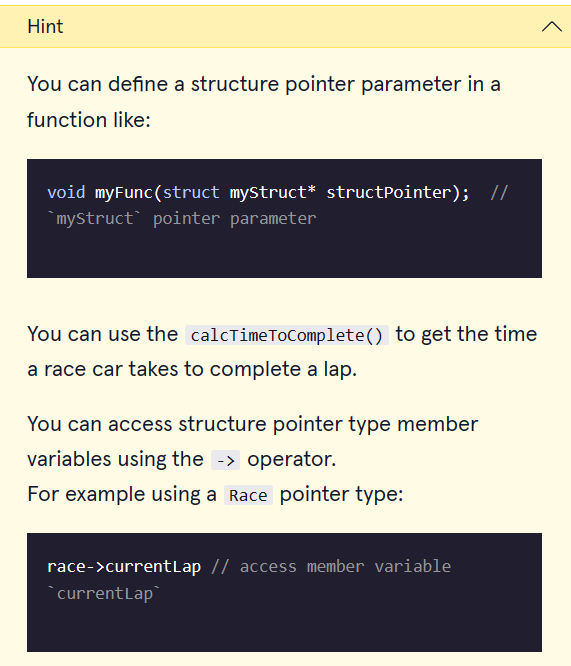 Hint
You can define a structure pointer parameter in a
function like:
void myFunc(struct myStruct* structPointer);  //
`myStruct` pointer parameter
You can use the calcTimeToComplete() to get the time
a race car takes to complete a lap.
You can access structure pointer type member
variables using the -> operator.
For example using a Race pointer type:
race->currentLap // access member variable
`currentLap`